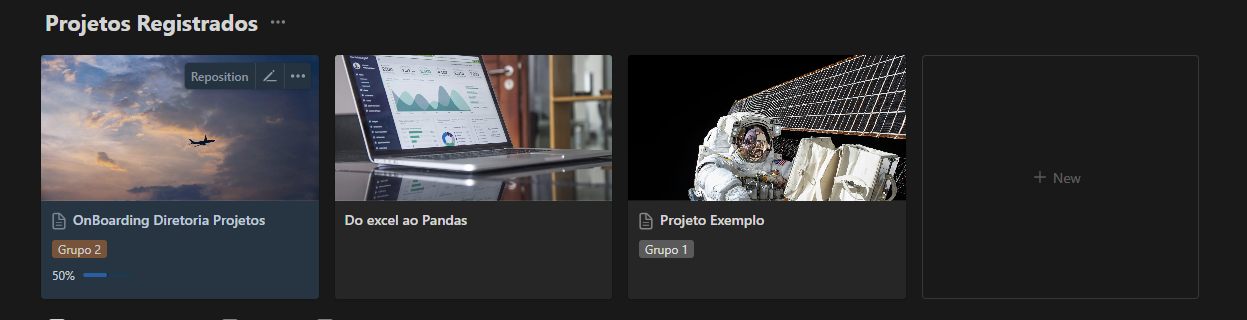 Projetos Registrados ...
Reposition
OnBoarding Diretoria Projetos
Grupo 2
50%
Do excel ao Pandas
Projeto Exemplo
Grupo 1
+ New